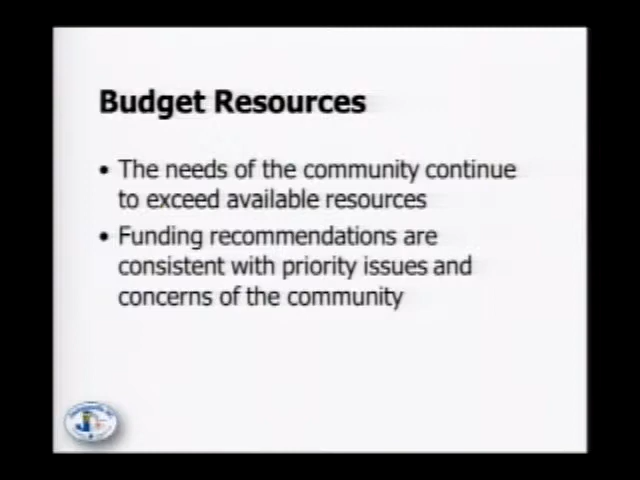 Budget Resources
• The needs of the community continue
to exceed available resources
• Funding recommendations are
consistent with priority issues and
concerns of the community